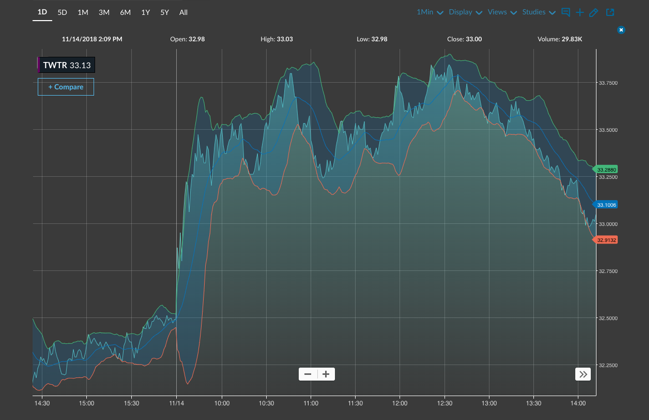 1D 5D 1M 3M 6M 1Y 5Y All 1Min Display Views Studies
11/14/2018 2:09 PM Open: 32.98 High: 33.03 Low: 32.98 Close: 33.00 Volume: 29.83K
TWTR 33.13
+ Compare
33.7500
33.5000
33.2880
33.2500
33.1006
33.0000
32.9132
32.7500
32.5000
32.2500
14:30 15:00 15:30 11/14 10:00 10:30 11:00 11:30 12:00 12:30 13:00 13:30 14:00